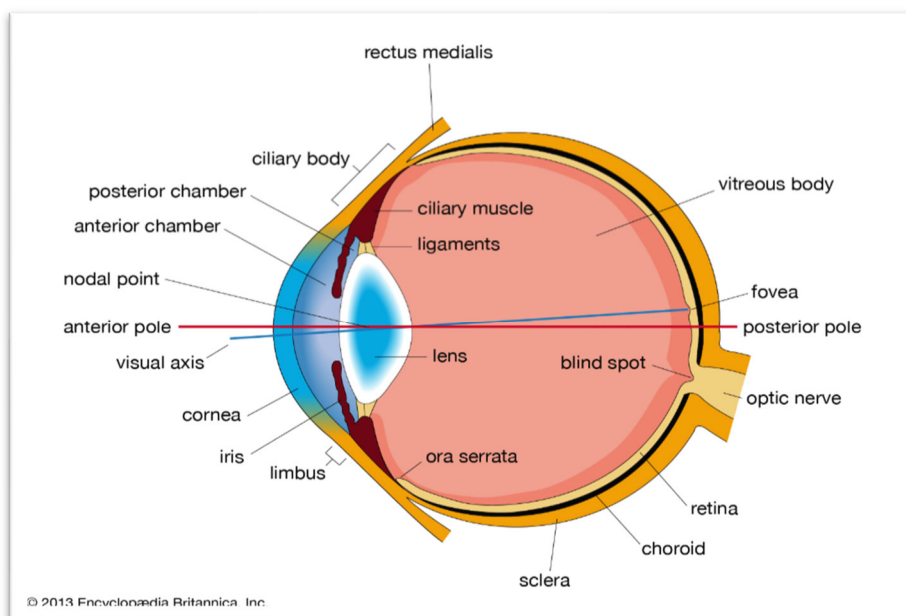 rectus medialis
ciliary body
posterior chamber
anterior chamber
nodal point
anterior pole
visual axis
cornea
iris
limbus
ciliary muscle
ligaments
lens
ora serrata
vitreous body
fovea
posterior pole
blind spot
optic nerve
retina
choroid
sclera
© 2013 Encyclopædia Britannica, Inc.